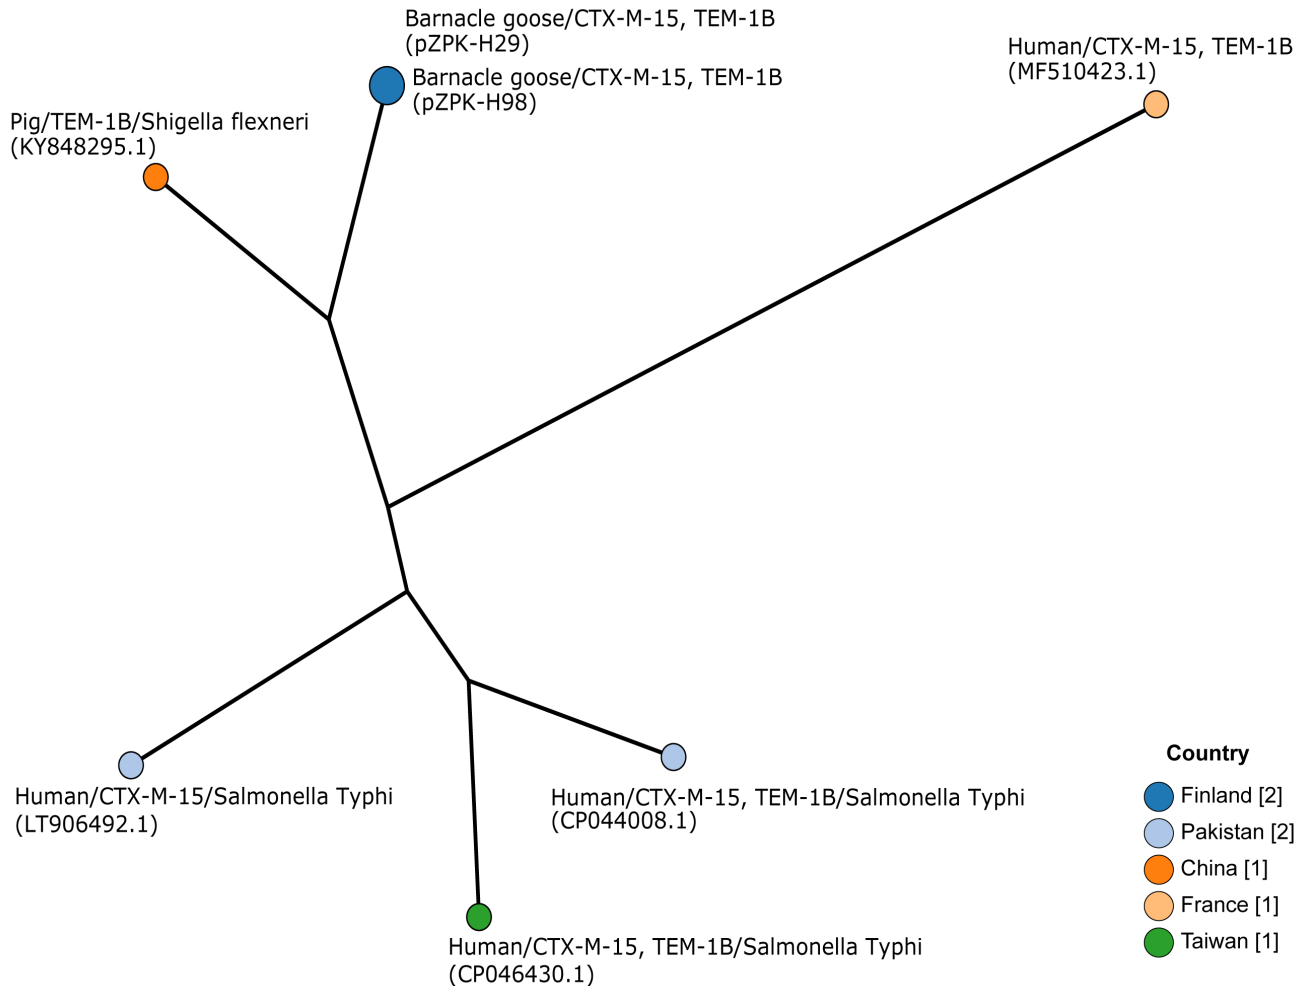 Barnacle goose/CTX-M-15, TEM-1B
(pZPK-H29)
Barnacle goose/CTX-M-15, TEM-1B
(pZPK-H98)
Human/CTX-M-15, TEM-1B
(MF510423.1)
Pig/TEM-1B/Shigella flexneri
(KY848295.1)
Human/CTX-M-15/Salmonella Typhi
(LT906492.1)
Human/CTX-M-15, TEM-1B/Salmonella Typhi
(CP044008.1)
Human/CTX-M-15, TEM-1B/Salmonella Typhi
(CP046430.1)
Country
Finland [2]
Pakistan [2]
China [1]
France [1]
Taiwan [1]